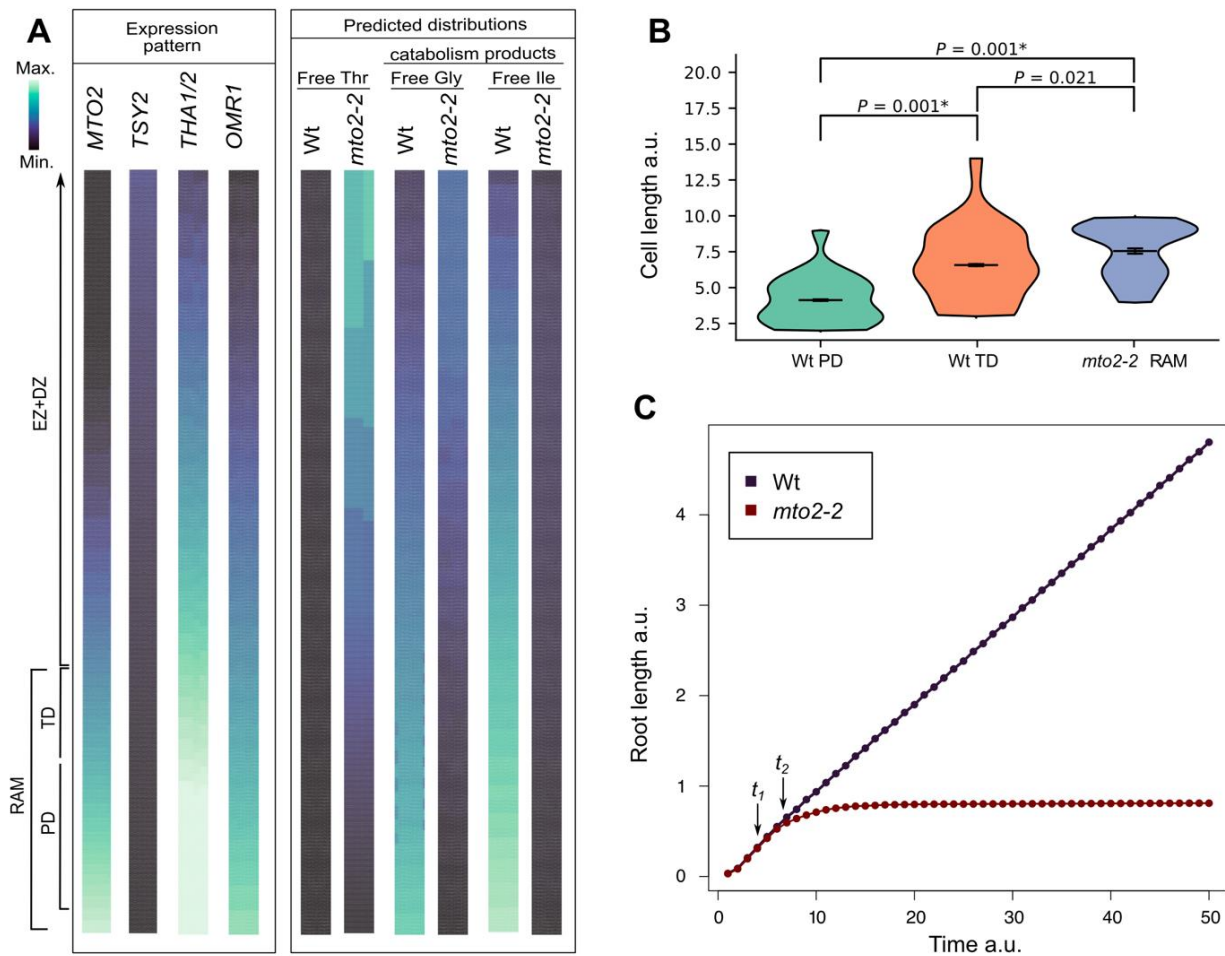 A
Max.
Min.
Expression
pattern
MTO2
TSY2
THA1/2
OMR1
Predicted distributions
catabolism products
Free Thr
Free Gly
Free Ile
Wt
mto2-2
Wt
mto2-2
Wt
mto2-2
EZ+DZ
TD
RAM
PD
B
P = 0.001*
P = 0.021
P = 0.001*
Cell length a.u.
20.0
17.5
15.0
12.5
10.0
7.5
5.0
2.5
Wt PD
Wt TD
mto2-2 RAM
C
Wt
mto2-2
Root length a.u.
4
3
2
1
0
t1
t2
0
10
20
30
40
50
Time a.u.